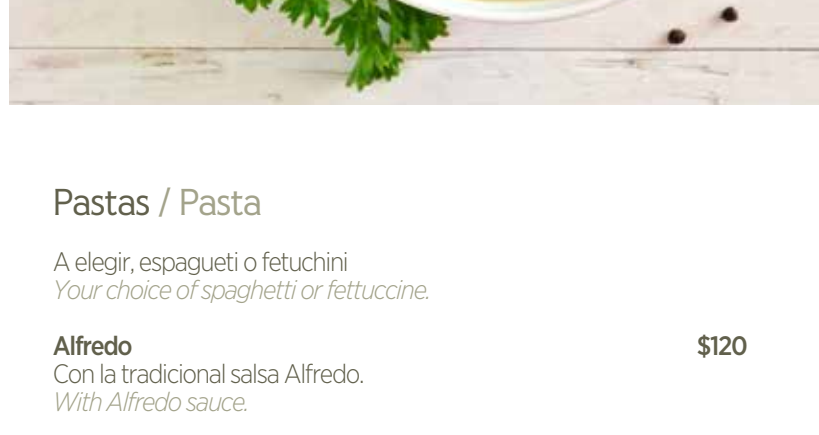 Pastas / Pasta
A elegir, espagueti o fetuchini
Your choice of spaghetti or fettuccine.
Alfredo $120
Con la tradicional salsa Alfredo.
With Alfredo sauce.